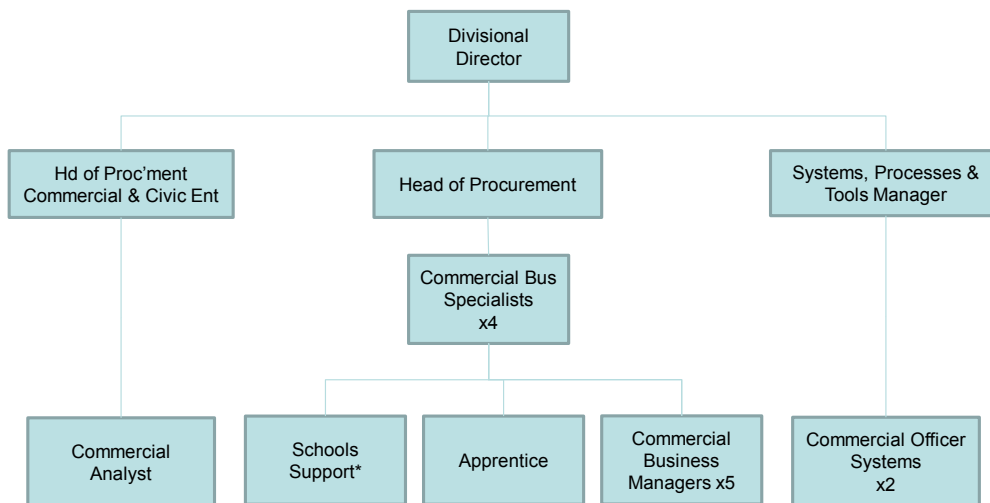 Divisional
Director
Hd of Proc’ment
Commercial & Civic Ent
Head of Procurement
Systems, Processes &
Tools Manager
Commercial Bus
Specialists
x4
Commercial
Analyst
Schools
Support*
Apprentice
Commercial
Business
Managers x5
Commercial Officer
Systems
x2